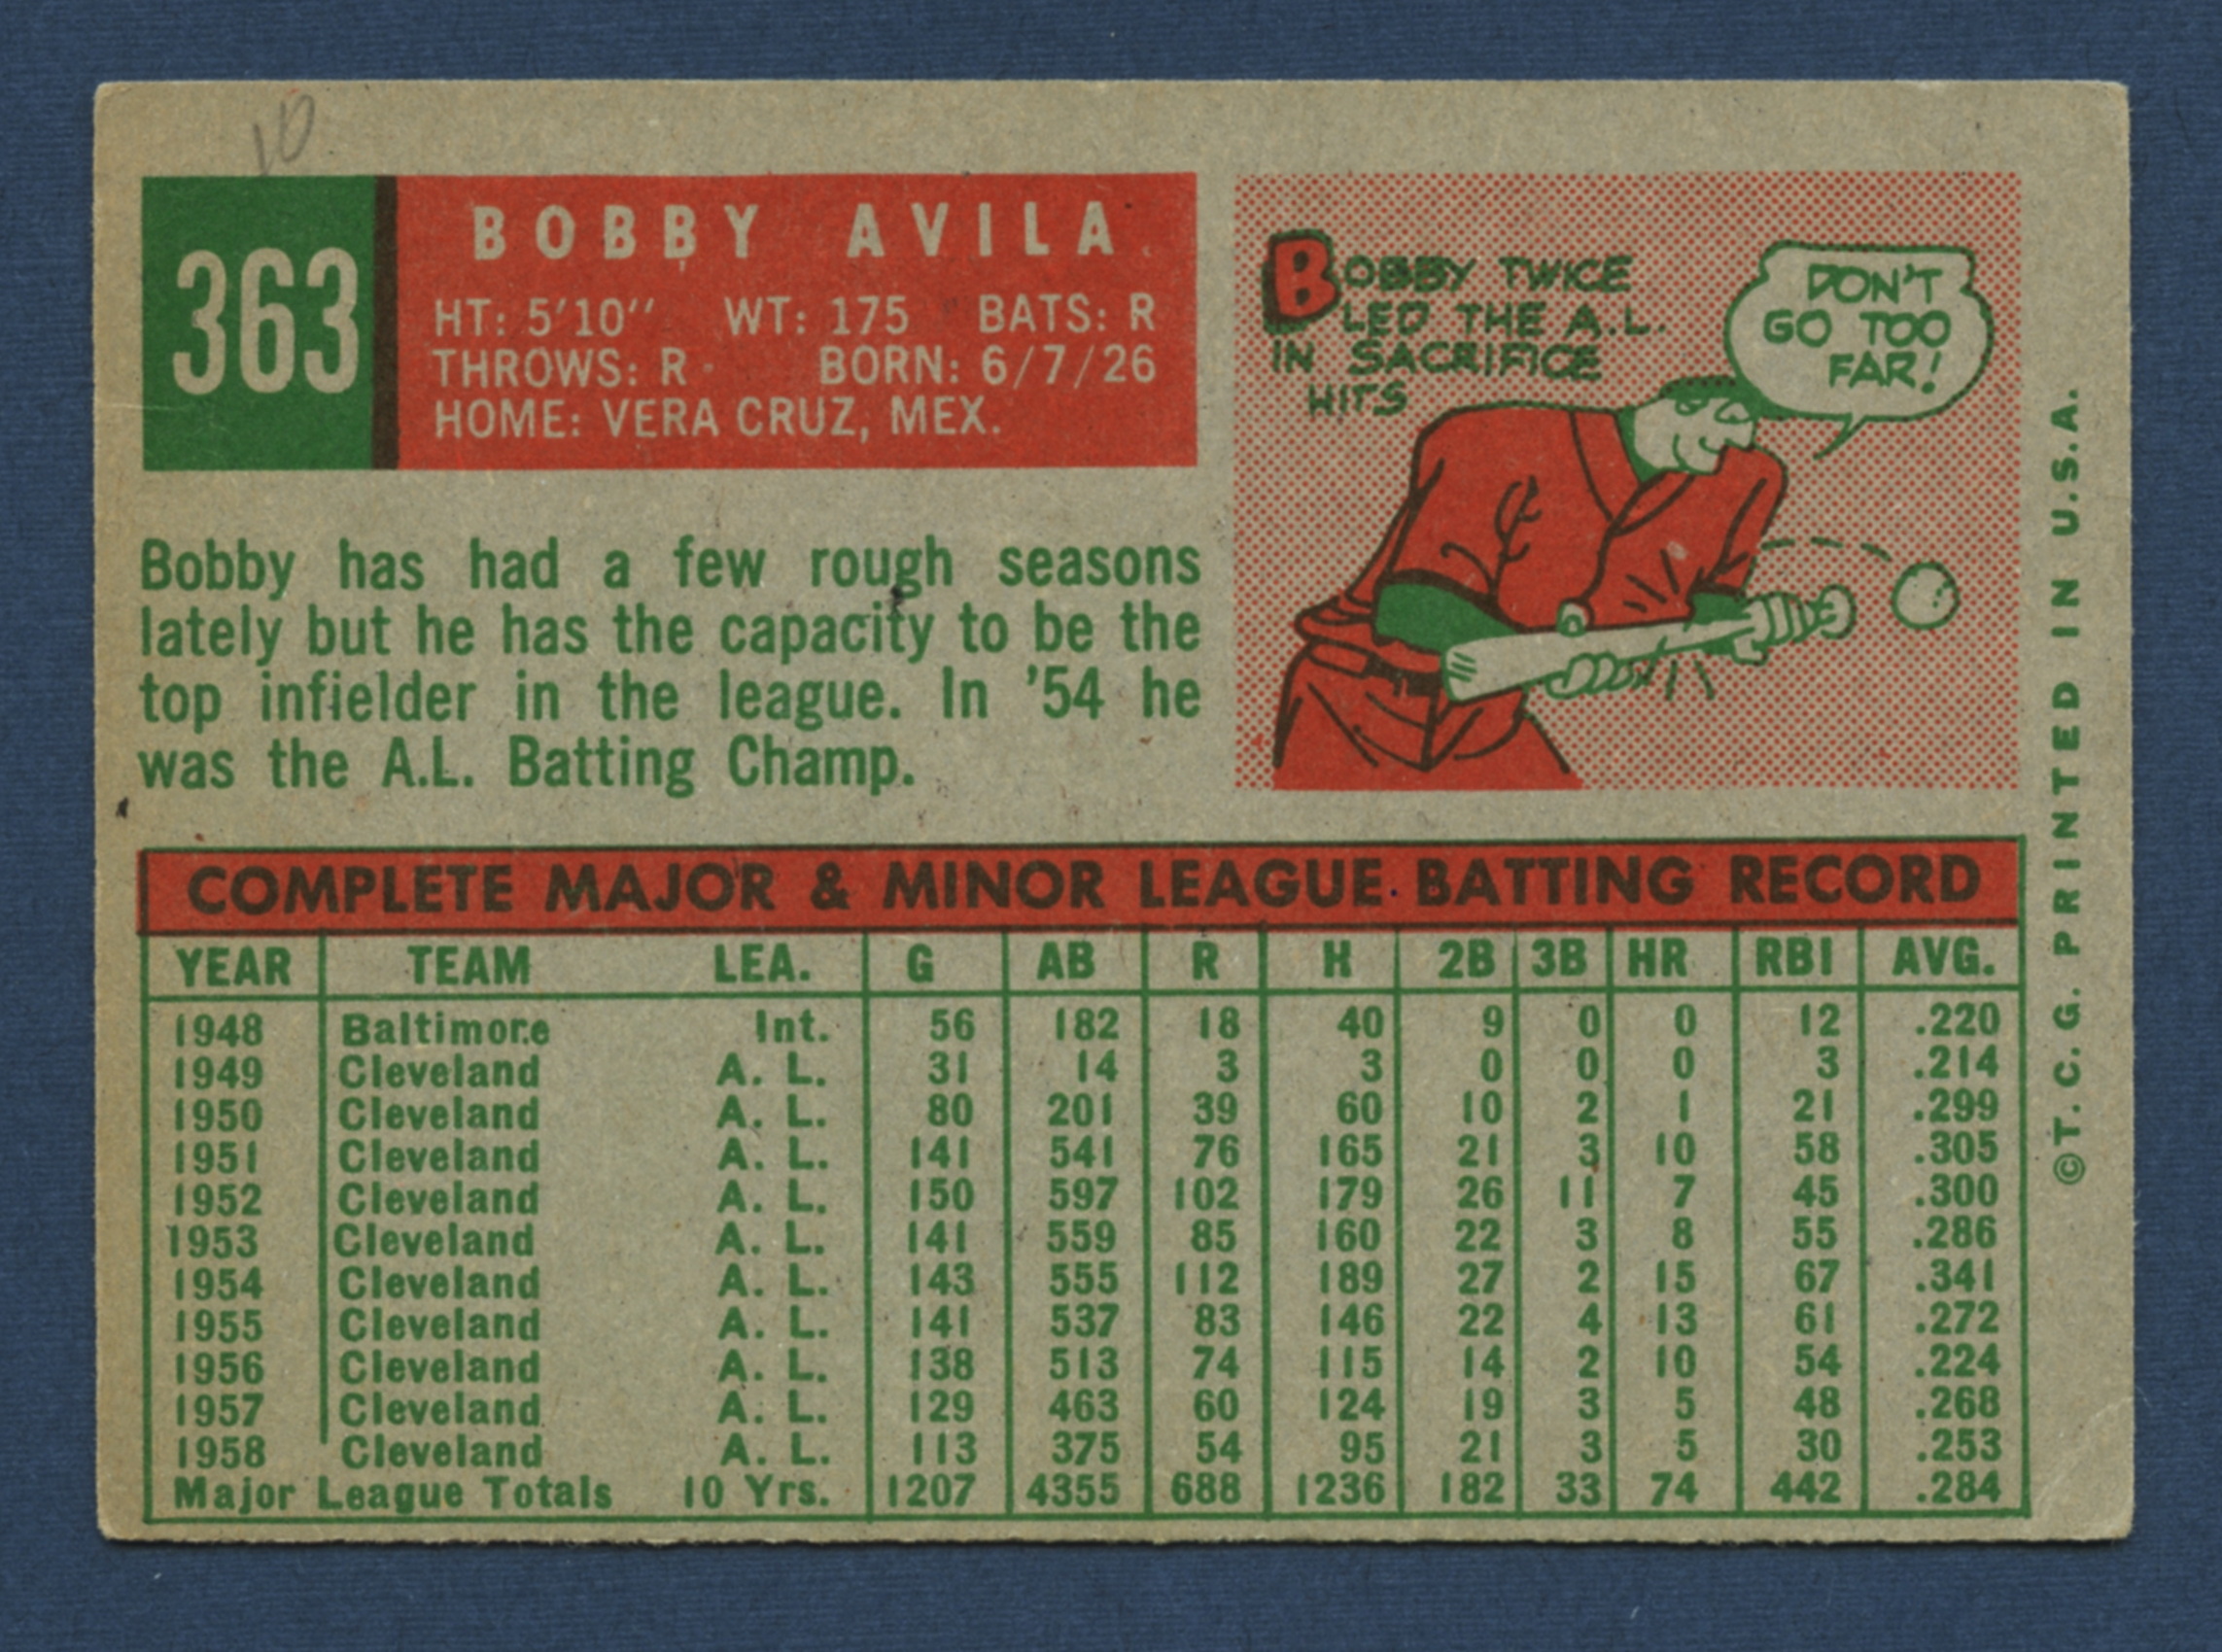 10
363
BOBBY AVILA
HT: 5'10" WT: 175 BATS: R
THROWS: R BORN: 6/7/26
HOME: VERA CRUZ, MEX.
BOBBY TWICE
LED THE A.L.
IN SACRIFICE
HITS
DON'T
GO TOO
FAR!
Bobby has had a few rough seasons
lately but he has the capacity to be the
top infielder in the league. In '54 he
was the A.L. Batting Champ.
COMPLETE MAJOR & MINOR LEAGUE BATTING RECORD
YEAR TEAM LEA. G AB R H 2B 3B HR RBI AVG.
1948 Baltimore Int. 56 182 18 40 9 0 0 12 .220
1949 Cleveland A. L. 31 14 3 3 0 0 0 3 .214
1950 Cleveland A. L. 80 201 39 60 10 2 1 21 .299
1951 Cleveland A. L. 141 541 76 165 21 3 10 58 .305
1952 Cleveland A. L. 150 597 102 179 26 11 7 45 .300
1953 Cleveland A. L. 141 559 85 160 22 3 8 55 .286
1954 Cleveland A. L. 143 555 112 189 27 2 15 67 .341
1955 Cleveland A. L. 141 537 83 146 22 4 13 61 .272
1956 Cleveland A. L. 138 513 74 115 14 2 10 54 .224
1957 Cleveland A. L. 129 463 60 124 19 3 5 48 .268
1958 Cleveland A. L. 113 375 54 95 21 3 5 30 .253
Major League Totals 10 Yrs. 1207 4355 688 1236 182 33 74 442 .284
© T. C. G. PRINTED IN U.S.A.